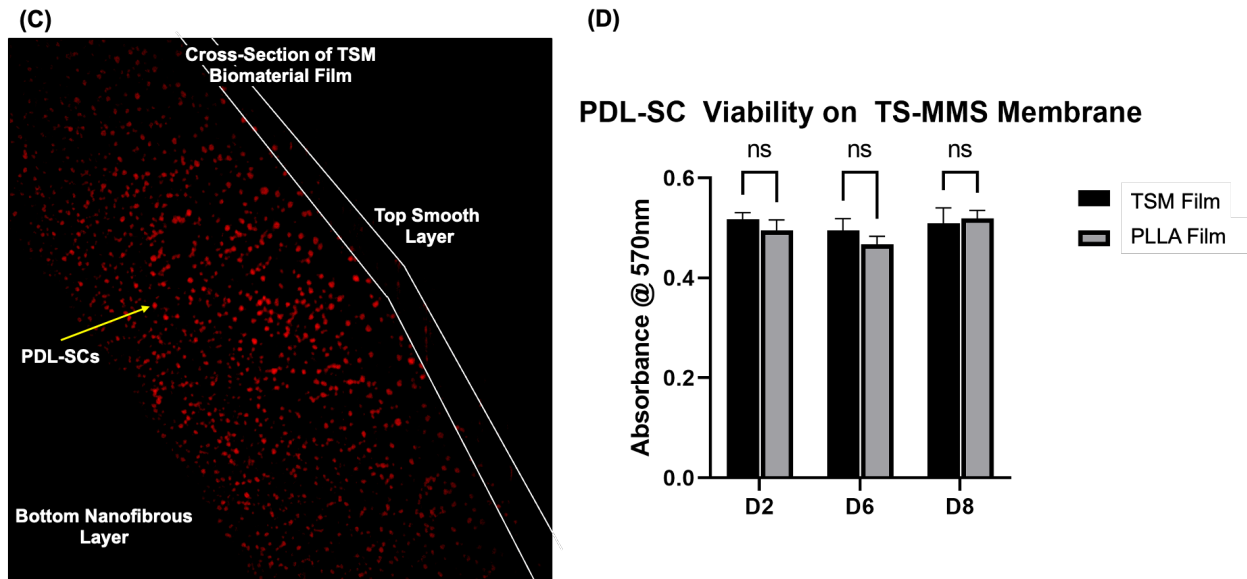 (C)
Cross-Section of TSM
Biomaterial Film
Top Smooth
Layer
PDL-SCs
Bottom Nanofibrous
Layer
(D)
PDL-SC Viability on TS-MMS Membrane
ns ns ns
0.6
0.4
0.2
0.0
Absorbance @ 570nm
D2 D6 D8
TSM Film
PLLA Film